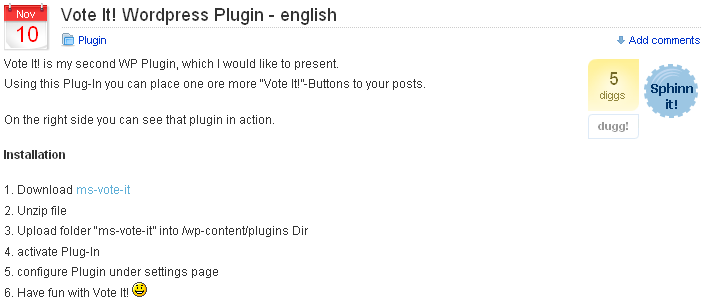 Nov
10
Vote It! Wordpress Plugin - english
Plugin
Add comments
Vote It! is my second WP Plugin, which I would like to present.
Using this Plug-In you can place one ore more "Vote It!"-Buttons to your posts.
5
diggs
dugg!
Sphinn
it!
On the right side you can see that plugin in action.
Installation
1. Download ms-vote-it
2. Unzip file
3. Upload folder "ms-vote-it" into /wp-content/plugins Dir
4. activate Plug-In
5. configure Plugin under settings page
6. Have fun with Vote It!